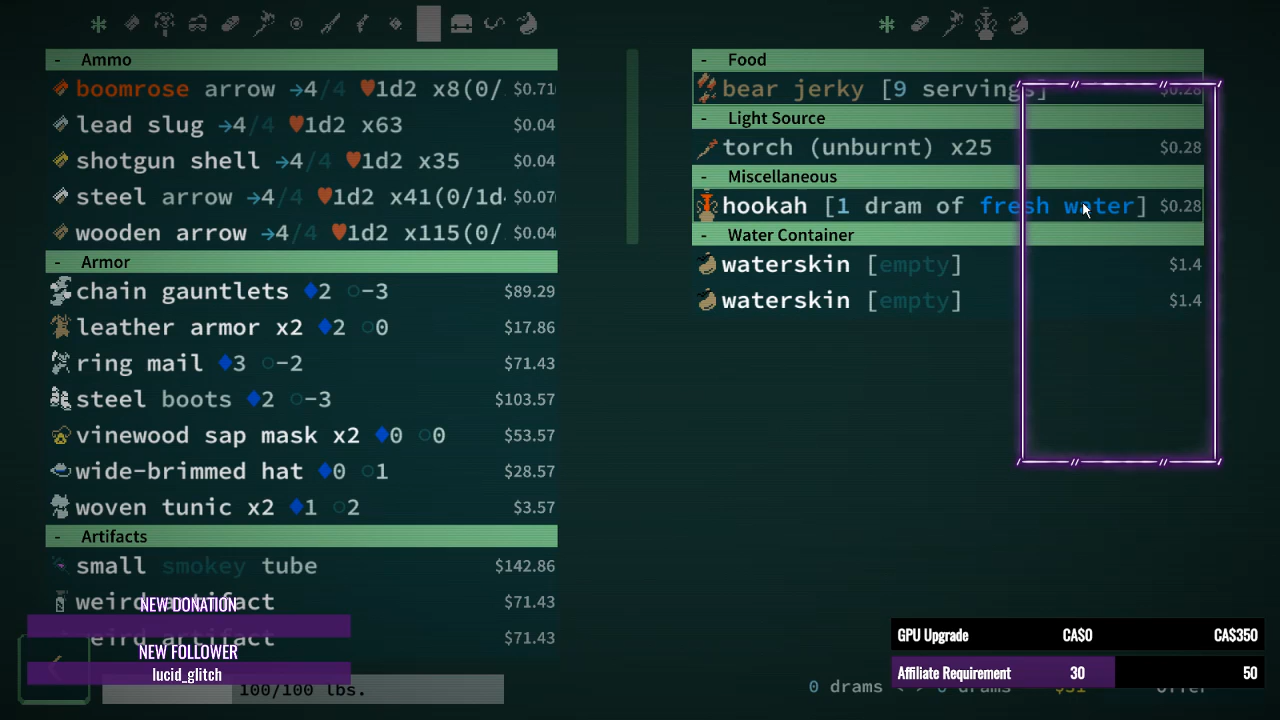 - Ammo
boomrose arrow →4/4 ♥1d2 x8(0/ $0.71
lead slug →4/4 ♥1d2 x63 $0.04
shotgun shell →4/4 ♥1d2 x35 $0.04
steel arrow →4/4 ♥1d2 x41(0/1d $0.07
wooden arrow →4/4 ♥1d2 x115(0/ $0.04
- Armor
chain gauntlets ♦2 ○-3 $89.29
leather armor x2 ♦2 ○0 $17.86
ring mail ♦3 ○-2 $71.43
steel boots ♦2 ○-3 $103.57
vinewood sap mask x2 ♦0 ○0 $53.57
wide-brimmed hat ♦0 ○1 $28.57
woven tunic x2 ♦1 ○2 $3.57
- Artifacts
small smokey tube $142.86
weird artifact $71.43
weird artifact $71.43
100/100 lbs.
- Food
bear jerky [9 servings] $0.28
- Light Source
torch (unburnt) x25 $0.28
- Miscellaneous
hookah [1 dram of fresh water] $0.28
- Water Container
waterskin [empty] $1.4
waterskin [empty] $1.4
0 drams < > 0 drams $31 offer
NEW DONATION
NEW FOLLOWER
lucid_glitch
GPU Upgrade CA$0 CA$350
Affiliate Requirement 30 50